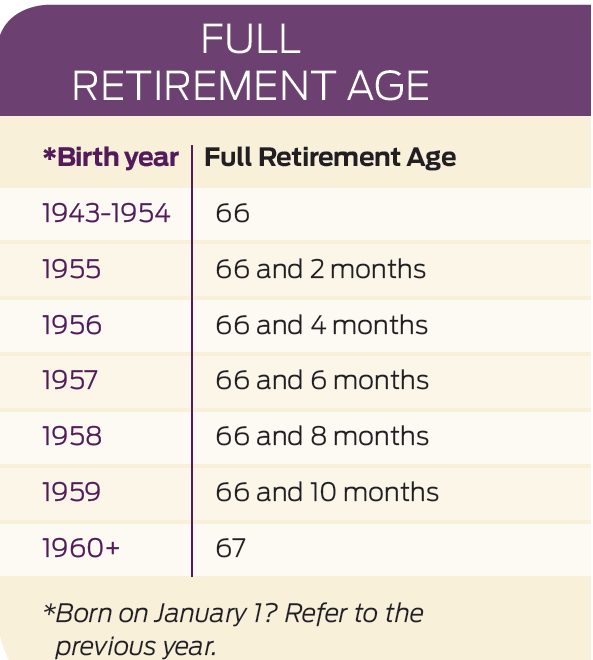 FULL
RETIREMENT AGE
*Birth year Full Retirement Age
1943-1954 66
1955 66 and 2 months
1956 66 and 4 months
1957 66 and 6 months
1958 66 and 8 months
1959 66 and 10 months
1960+ 67
*Born on January 1? Refer to the
previous year.